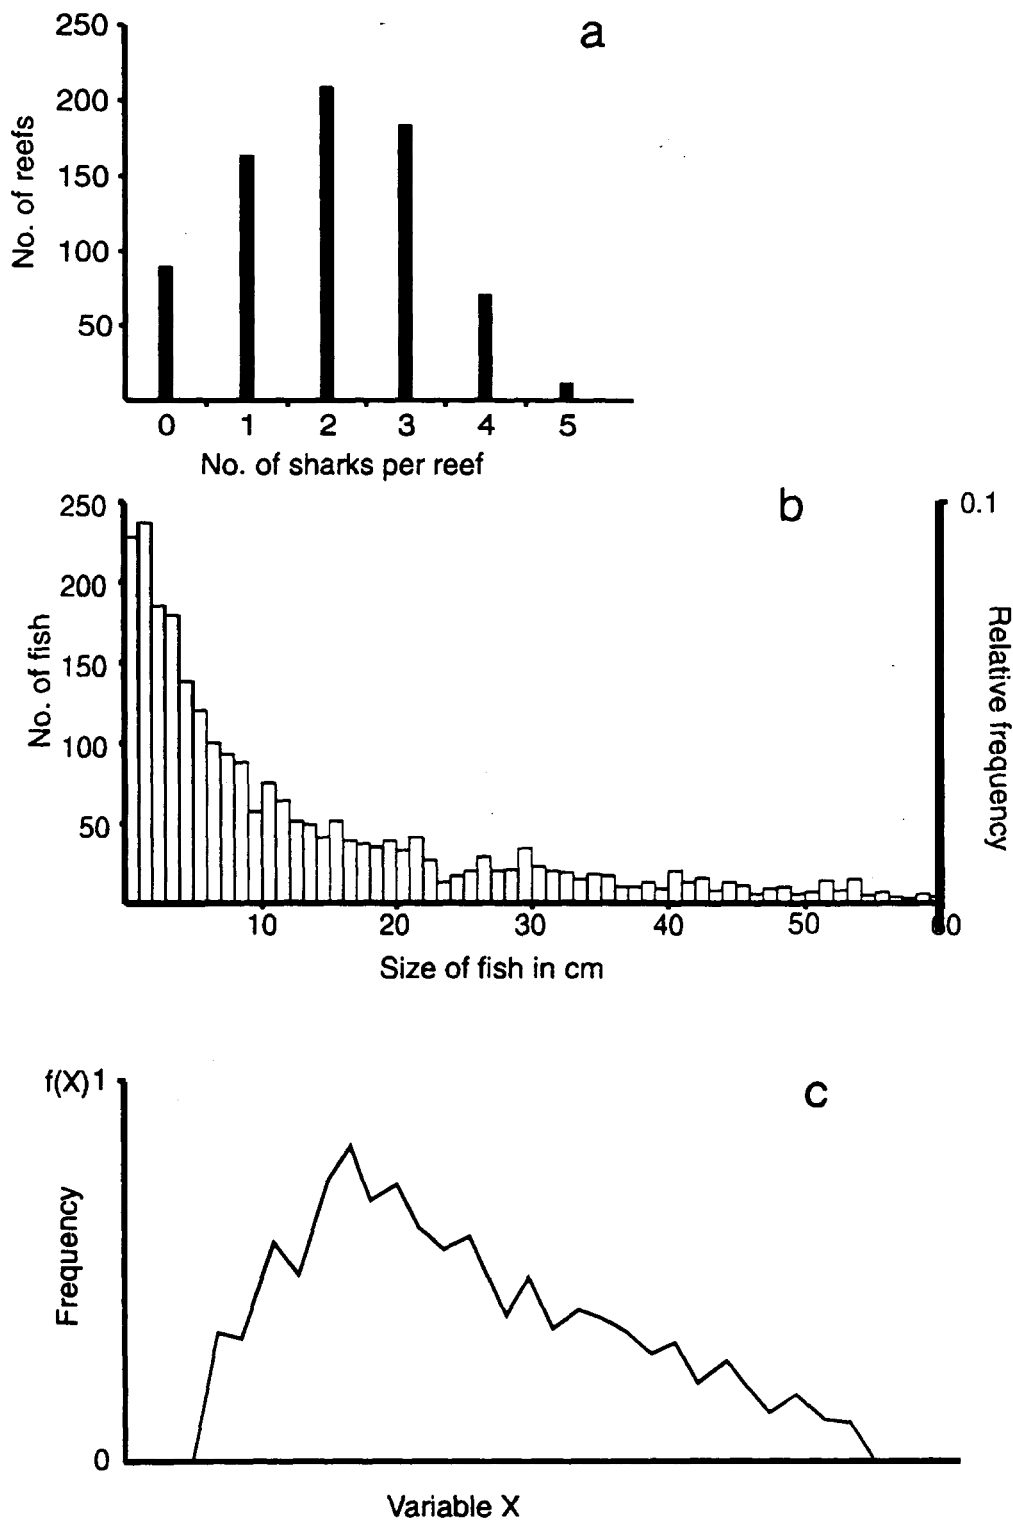 a
250
200
150
100
50
No. of reefs
0 1 2 3 4 5
No. of sharks per reef
b
250
200
150
100
50
No. of fish
0.1
Relative frequency
10 20 30 40 50 60
Size of fish in cm
c
f(X) 1
Frequency
0
Variable X